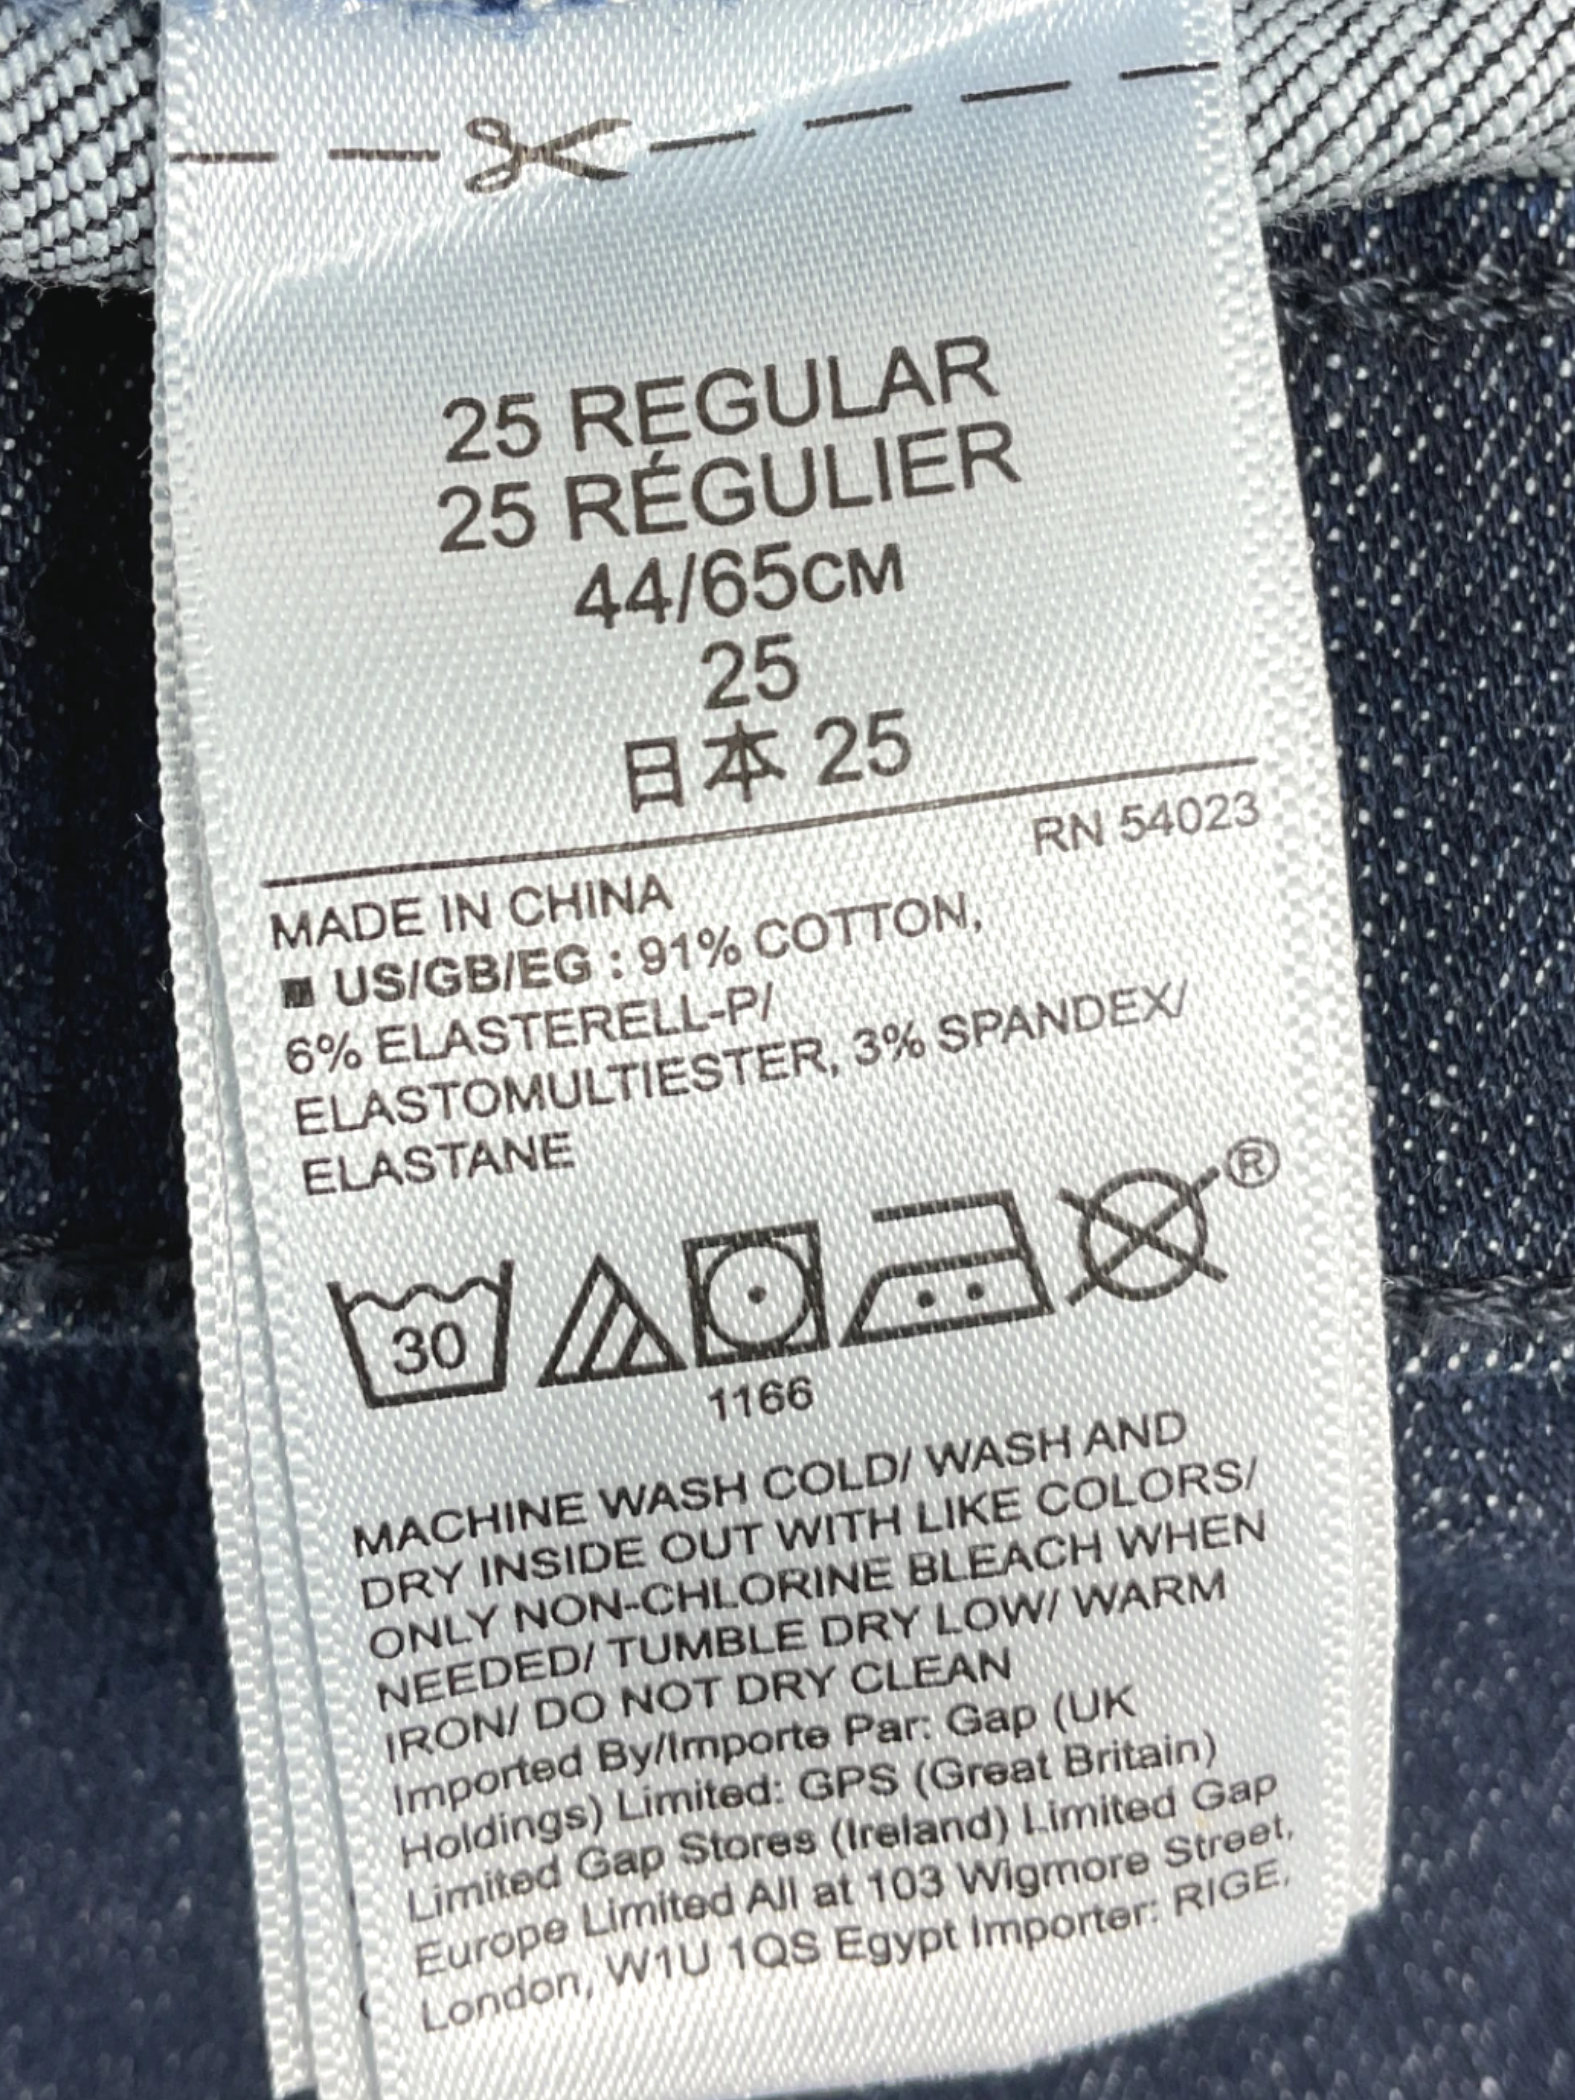 25 REGULAR
25 RÉGULIER
44/65CM
25
日本 25
RN 54023
MADE IN CHINA
US/GB/EG : 91% COTTON,
6% ELASTERELL-P/
ELASTOMULTIESTER, 3% SPANDEX/
ELASTANE
30
®
1166
MACHINE WASH COLD/ WASH AND
DRY INSIDE OUT WITH LIKE COLORS/
ONLY NON-CHLORINE BLEACH WHEN
NEEDED/ TUMBLE DRY LOW/ WARM
IRON/ DO NOT DRY CLEAN
Imported By/Importe Par: Gap (UK
Holdings) Limited: GPS (Great Britain)
Limited Gap Stores (Ireland) Limited Gap
Europe Limited All at 103 Wigmore Street,
London, W1U 1QS Egypt Importer: RIGE,